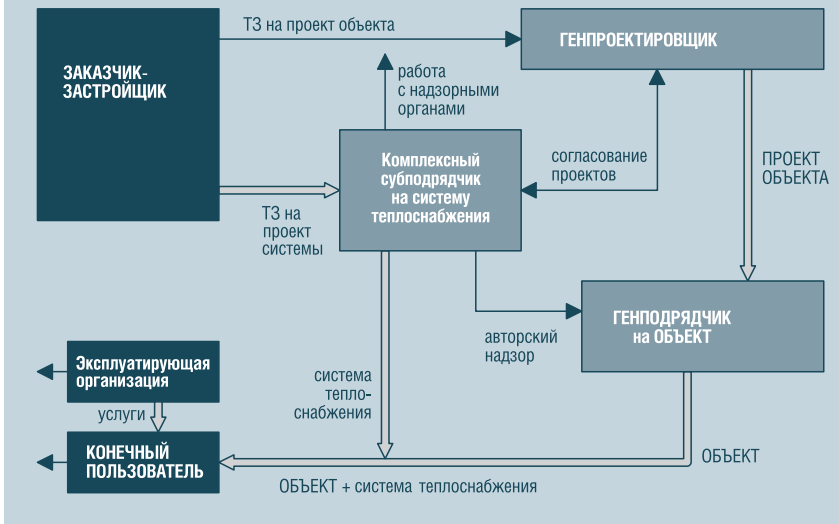 ТЗ на проект объекта
ЗАКАЗЧИК-
ЗАСТРОЙЩИК
ГЕНПРОЕКТИРОВЩИК
работа
с надзорными
органами
Комплексный
субподрядчик
на систему
теплоснабжения
согласование
проектов
ПРОЕКТ
ОБЪЕКТА
ТЗ на
проект
системы
ГЕНПОДРЯДЧИК
на ОБЪЕКТ
авторский
надзор
Эксплуатирующая
организация
система
тепло-
снабжения
услуги
КОНЕЧНЫЙ
ПОЛЬЗОВАТЕЛЬ
ОБЪЕКТ
ОБЪЕКТ + система теплоснабжения